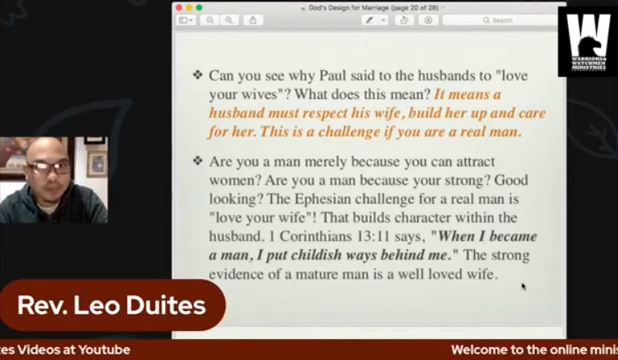 God's Design for Marriage (page 20 of 28)
Search
W
WARRIORS &
WATCHMEN
MINISTRIES
❖ Can you see why Paul said to the husbands to "love
your wives"? What does this mean? It means a
husband must respect his wife, build her up and care
for her. This is a challenge if you are a real man.
❖ Are you a man merely because you can attract
women? Are you a man because your strong? Good
looking? The Ephesian challenge for a real man is
"love your wife"! That builds character within the
husband. 1 Corinthians 13:11 says, "When I became
a man, I put childish ways behind me." The strong
evidence of a mature man is a well loved wife.
Rev. Leo Duites
tes Videos at Youtube
Welcome to the online minis